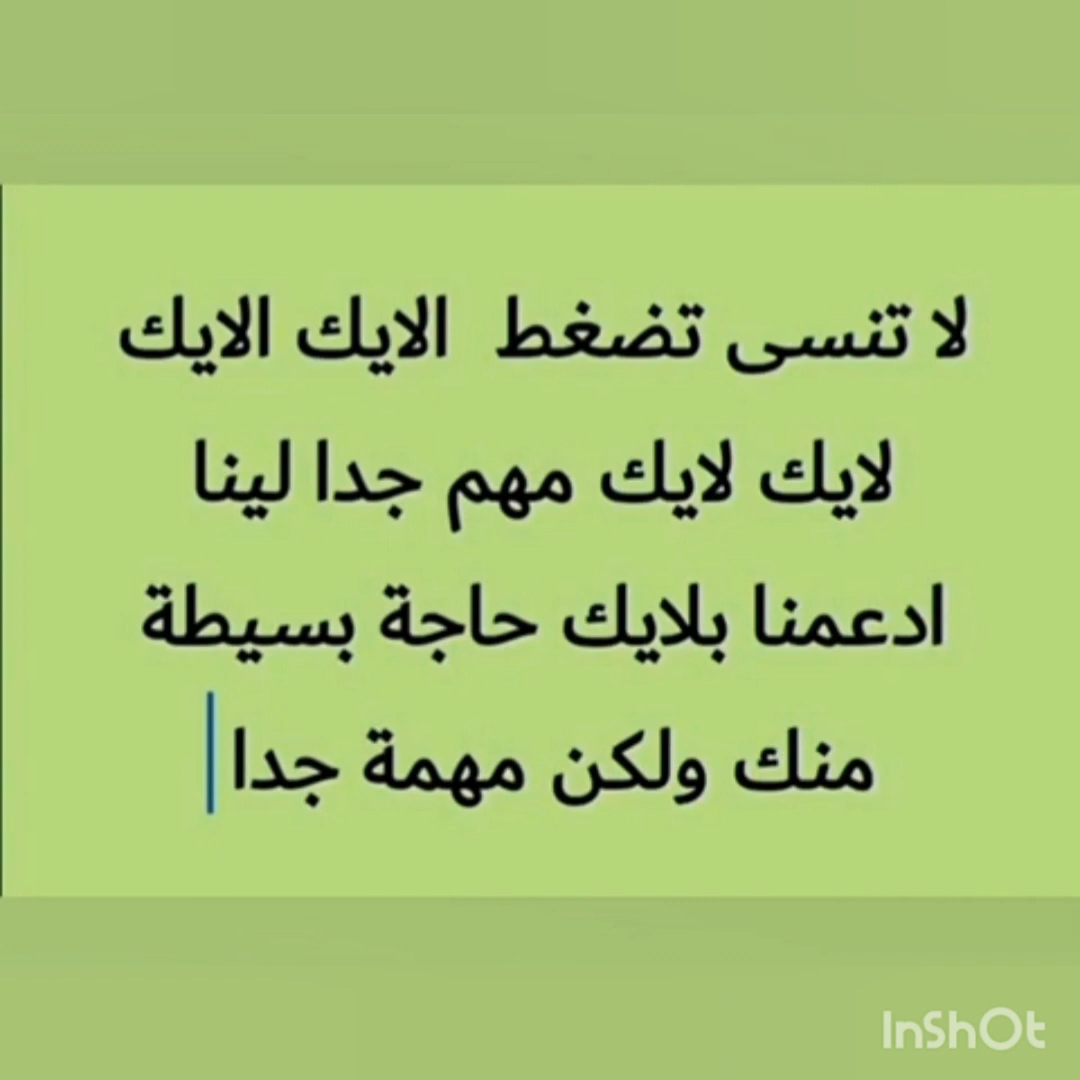 لا تنسى تضغط الايك الايك
لايك لايك مهم جدا لينا
ادعمنا بلايك حاجة بسيطة
منك ولكن مهمة جدا
InShOt